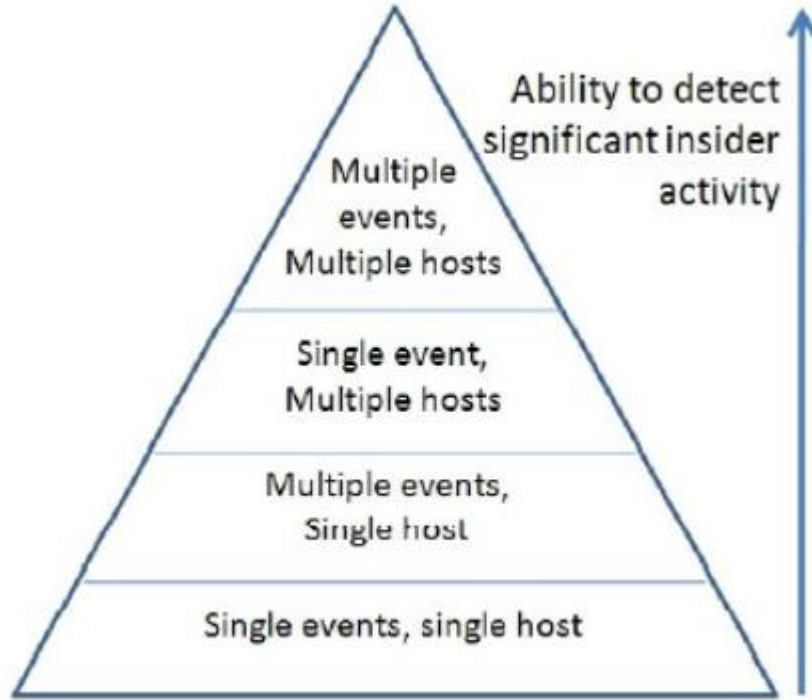 Ability to detect
significant insider
activity
Multiple
events,
Multiple hosts
Single event,
Multiple hosts
Multiple events,
Single host
Single events, single host